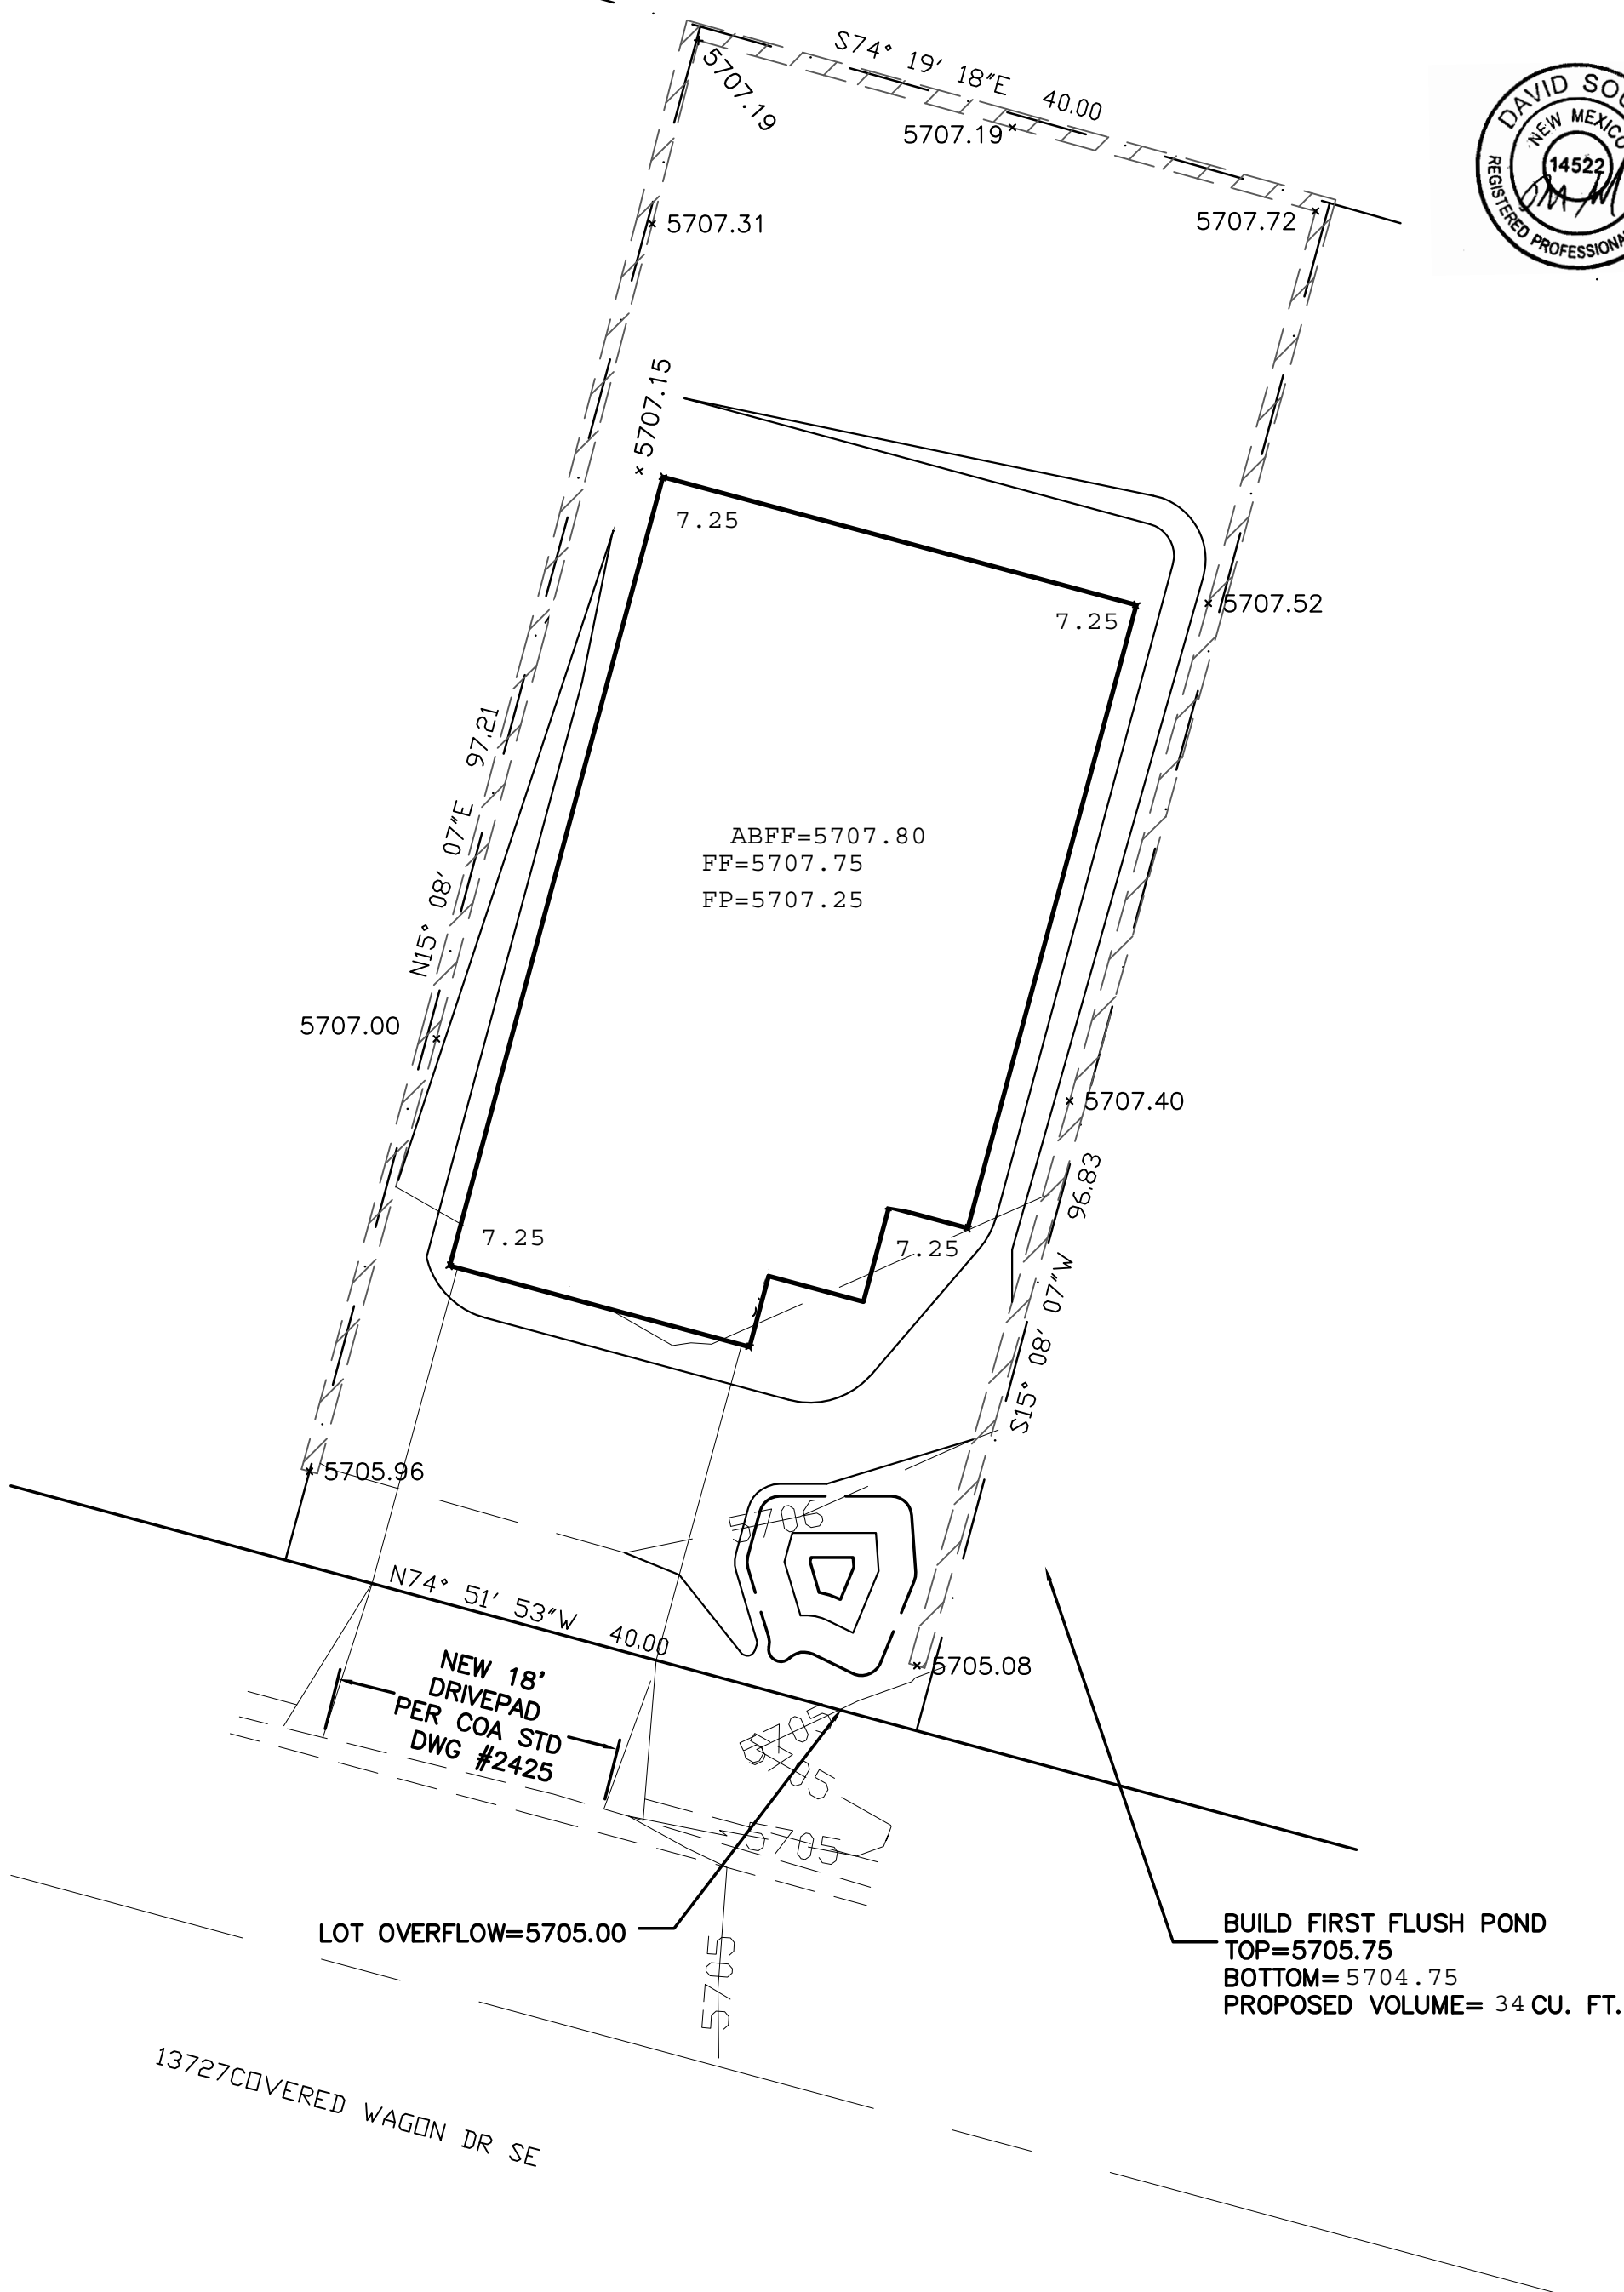 S74° 19' 18"E 40.00
5707.19
5707.19
5707.72
DAVID
NEW MEXICO
14522
REGISTERED PROFESSIONAL
5707.31
5707.15
7.25
7.25
5707.52
N15° 08' 07"E 97.21
ABFF=5707.80
FF=5707.75
FP=5707.25
5707.00
5707.40
S15° 08' 07"W 96.83
7.25
7.25
5705.96
5706
N74° 51' 53"W 40.00
NEW 18'
DRIVEPAD
PER COA STD
DWG #2425
5705.08
5705
5705
5705
LOT OVERFLOW=5705.00
5705
BUILD FIRST FLUSH POND
TOP=5705.75
BOTTOM= 5704.75
PROPOSED VOLUME= 34 CU. FT.
13727COVERED WAGON DR SE